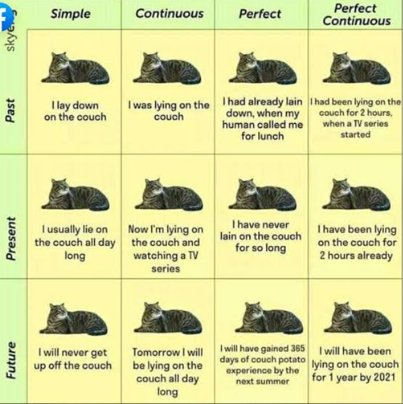 Simple
Continuous
Perfect
Perfect
Continuous
Past
I lay down
on the couch
I was lying on the
couch
I had already lain
down, when my
human called me
for lunch
I had been lying on the
couch for 2 hours,
when a TV series
started
Present
I usually lie on
the couch all day
long
Now I'm lying on
the couch and
watching a TV
series
I have never
lain on the couch
for so long
I have been lying
on the couch for
2 hours already
Future
I will never get
up off the couch
Tomorrow I will
be lying on the
couch all day
long
I will have gained 365
days of couch potato
experience by the
next summer
I will have been
lying on the couch
for 1 year by 2021